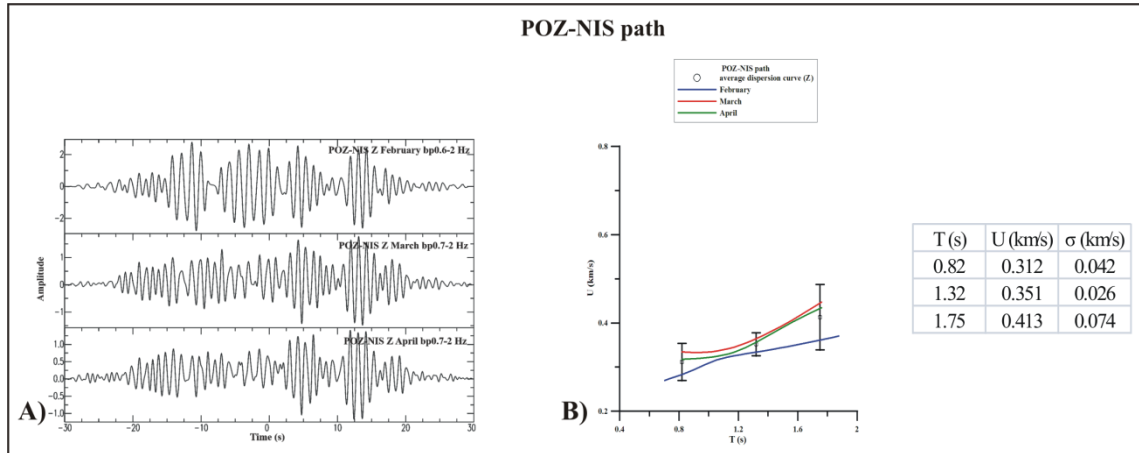 POZ-NIS path
POZ-NIS Z February bp0.6-2 Hz
2
0
-2
POZ-NIS Z March bp0.7-2 Hz
1
0
-1
POZ-NIS Z April bp0.7-2 Hz
1.0
0.5
0.0
-0.5
-1.0
Amplitude
-30
-20
-10
0
10
20
30
Time (s)
A)
POZ-NIS path
average dispersion curve (Z)
February
March
April
0.8
0.6
0.4
0.2
U (km/s)
0.4
0.8
1.2
1.6
2
T (s)
B)
T (s) U (km/s) σ (km/s)
0.82 0.312 0.042
1.32 0.351 0.026
1.75 0.413 0.074